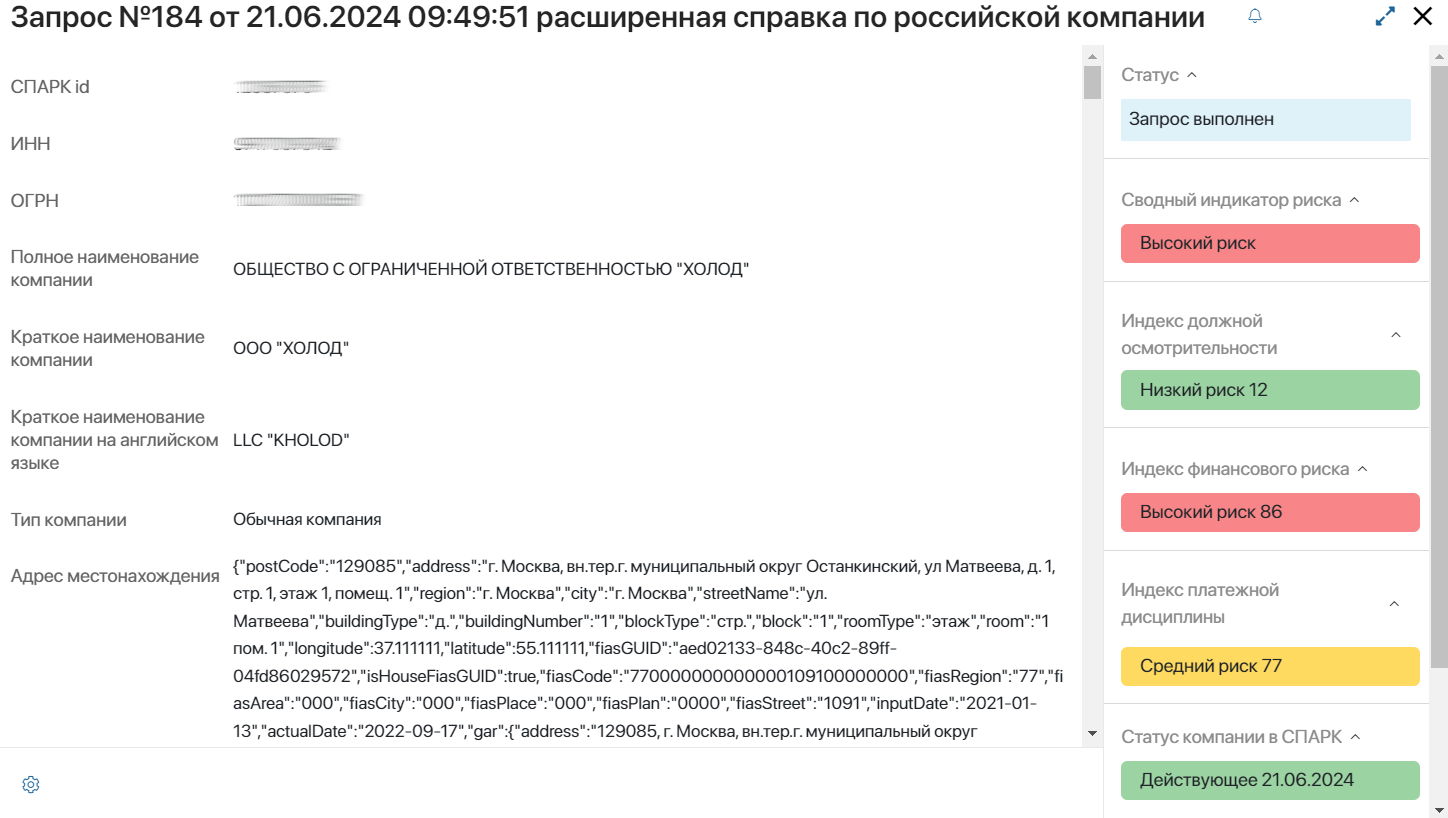 Запрос №184 от 21.06.2024 09:49:51 расширенная справка по российской компании
СПАРК id
ИНН
ОГРН
Полное наименование
компании
ОБЩЕСТВО С ОГРАНИЧЕННОЙ ОТВЕТСТВЕННОСТЬЮ "ХОЛОД"
Краткое наименование
компании
ООО "ХОЛОД"
Краткое наименование
компании на английском
языке
LLC "KHOLOD"
Тип компании
Обычная компания
Адрес местонахождения
{"postCode":"129085","address":"г. Москва, вн.тер.г. муниципальный округ Останкинский, ул Матвеева, д. 1,
стр. 1, этаж 1, помещ. 1","region":"г. Москва","city":"г. Москва","streetName":"ул.
Матвеева","buildingType":"д.","buildingNumber":"1","blockType":"стр.","block":"1","roomType":"этаж","room":"1
пом. 1","longitude":37.111111,"latitude":55.111111,"fiasGUID":"aed02133-848c-40c2-89ff-
04fd86029572","isHouseFiasGUID":true,"fiasCode":"770000000000000109100000000","fiasRegion":"77","fi
asArea":"000","fiasCity":"000","fiasPlace":"000","fiasPlan":"0000","fiasStreet":"1091","inputDate":"2021-01-
13","actualDate":"2022-09-17","gar":{"address":"129085, г. Москва, вн.тер.г. муниципальный округ
Статус
Запрос выполнен
Сводный индикатор риска
Высокий риск
Индекс должной
осмотрительности
Низкий риск 12
Индекс финансового риска
Высокий риск 86
Индекс платежной
дисциплины
Средний риск 77
Статус компании в СПАРК
Действующее 21.06.2024